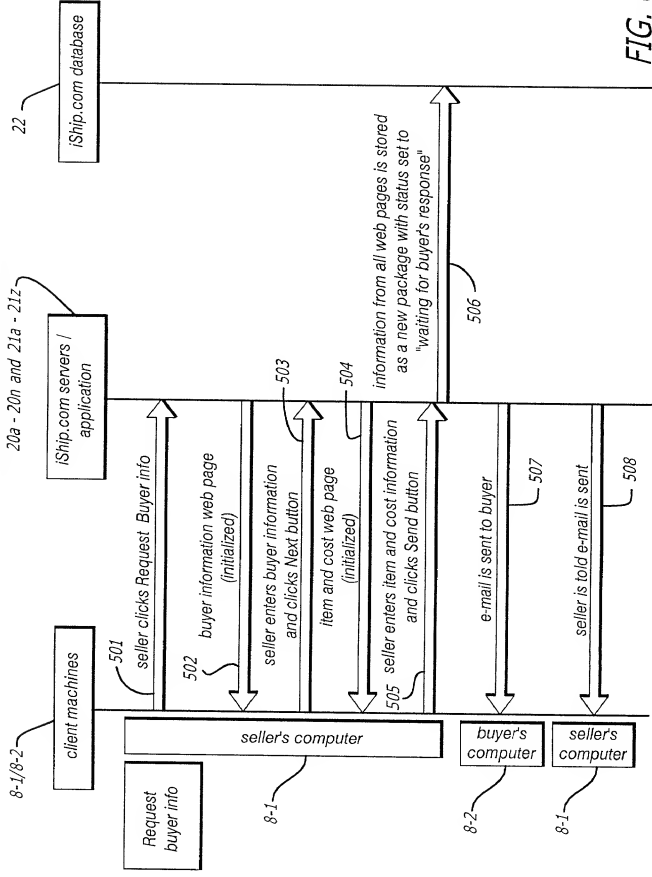 8-1/8-2
20a - 20n and 21a - 21z
22
client machines
iShip.com servers /
application
iShip.com database
Request
buyer info
501
seller clicks Request Buyer info
buyer information web page
(initialized)
502
503
seller enters buyer information
and clicks Next button
504
item and cost web page
(initialized)
seller's computer
8-1
505
seller enters item and cost information
and clicks Send button
information from all web pages is stored
as a new package with status set to
"waiting for buyer's response"
506
buyer's
computer
8-2
e-mail is sent to buyer
507
seller's
computer
8-1
seller is told e-mail is sent
508
FIG.